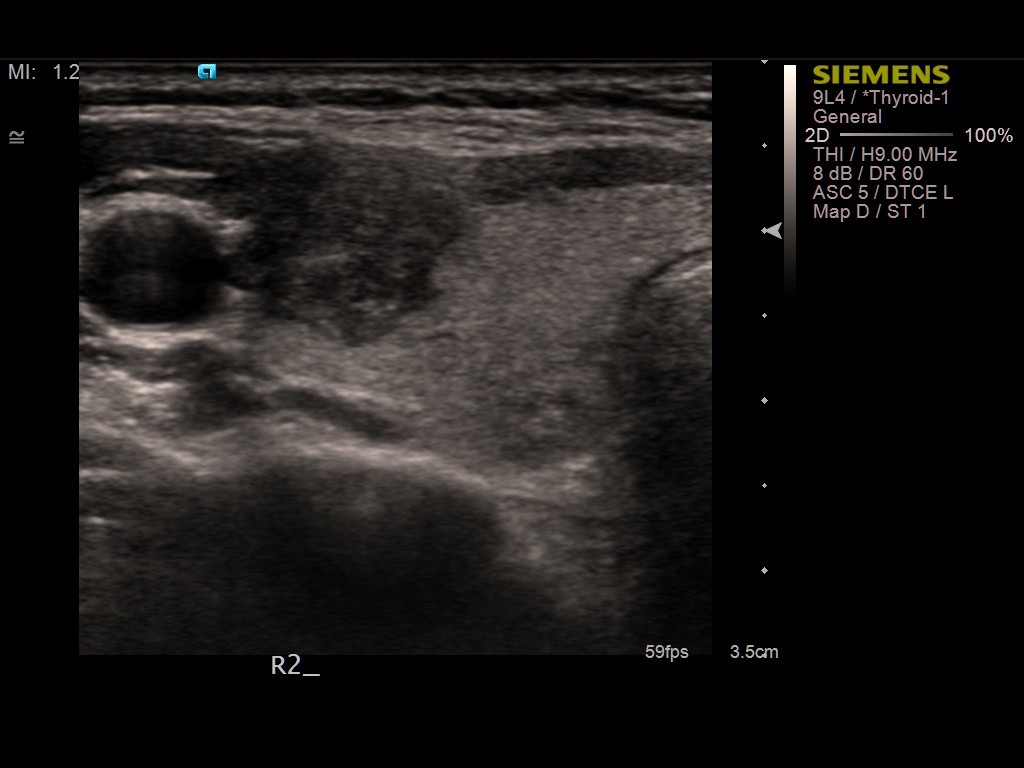 MI: 1.2
SIEMENS
9L4 / *Thyroid-1
General
2D 100%
THI / H9.00 MHz
8 dB / DR 60
ASC 5 / DTCE L
Map D / ST 1
59fps 3.5cm
R2_